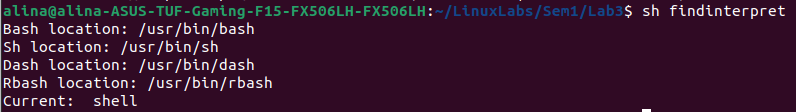 alina@alina-ASUS-TUF-Gaming-F15-FX506LH-FX506LH:~/LinuxLabs/Sem1/Lab3$ sh findinterpret
Bash location: /usr/bin/bash
Sh location: /usr/bin/sh
Dash location: /usr/bin/dash
Rbash location: /usr/bin/rbash
Current:  shell